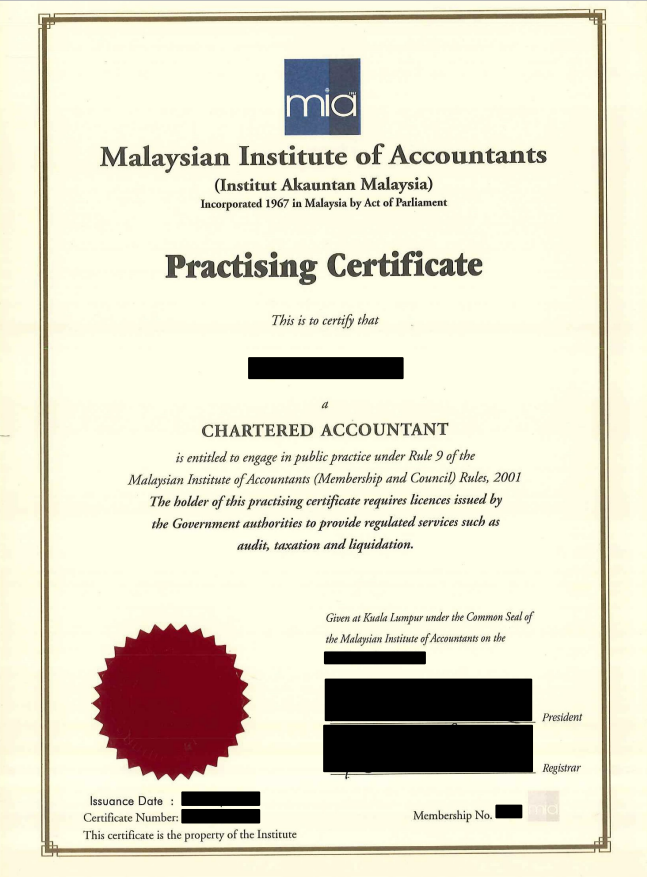 mia
Malaysian Institute of Accountants
(Institut Akauntan Malaysia)
Incorporated 1967 in Malaysia by Act of Parliament
Practising Certificate
This is to certify that
a
CHARTERED ACCOUNTANT
is entitled to engage in public practice under Rule 9 of the
Malaysian Institute of Accountants (Membership and Council) Rules, 2001
The holder of this practising certificate requires licences issued by
the Government authorities to provide regulated services such as
audit, taxation and liquidation.
Given at Kuala Lumpur under the Common Seal of
the Malaysian Institute of Accountants on the
President
Registrar
Issuance Date :
Certificate Number:
Membership No.
mia
This certificate is the property of the Institute